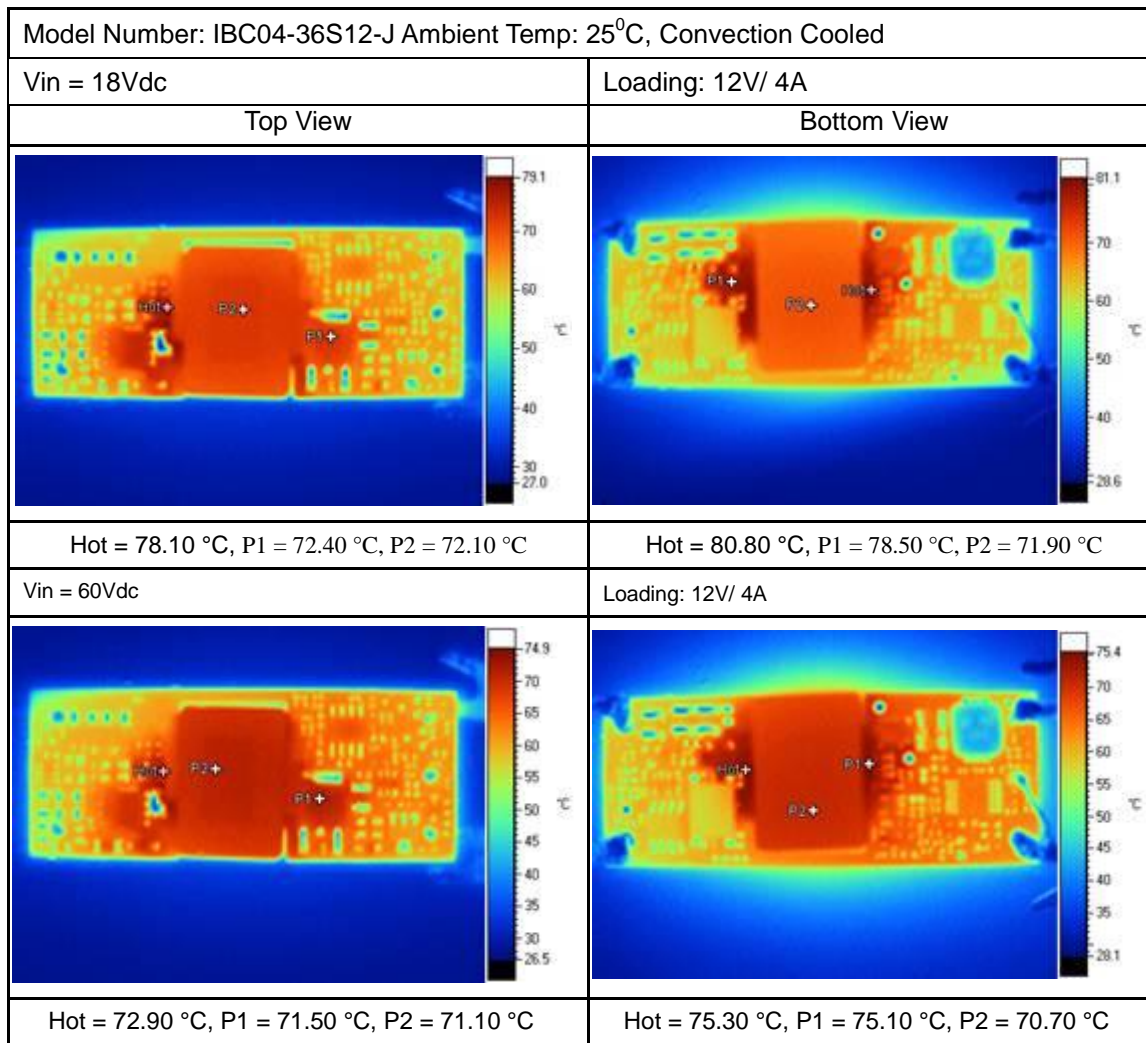 Model Number: IBC04-36S12-J Ambient Temp: 25⁰C, Convection Cooled
Vin = 18Vdc
Loading: 12V/ 4A
Top View
Bottom View
79.1
70
60
50
40
30
27.0
°C
Hot
P2
P1
81.1
70
60
50
40
28.6
°C
P1
P2
Hot
Hot = 78.10 °C, P1 = 72.40 °C, P2 = 72.10 °C
Hot = 80.80 °C, P1 = 78.50 °C, P2 = 71.90 °C
Vin = 60Vdc
Loading: 12V/ 4A
74.9
70
65
60
55
50
45
40
35
30
26.5
°C
Hot
P2
P1
75.4
70
65
60
55
50
45
40
35
28.1
°C
Hot
P1
P2
Hot = 72.90 °C, P1 = 71.50 °C, P2 = 71.10 °C
Hot = 75.30 °C, P1 = 75.10 °C, P2 = 70.70 °C